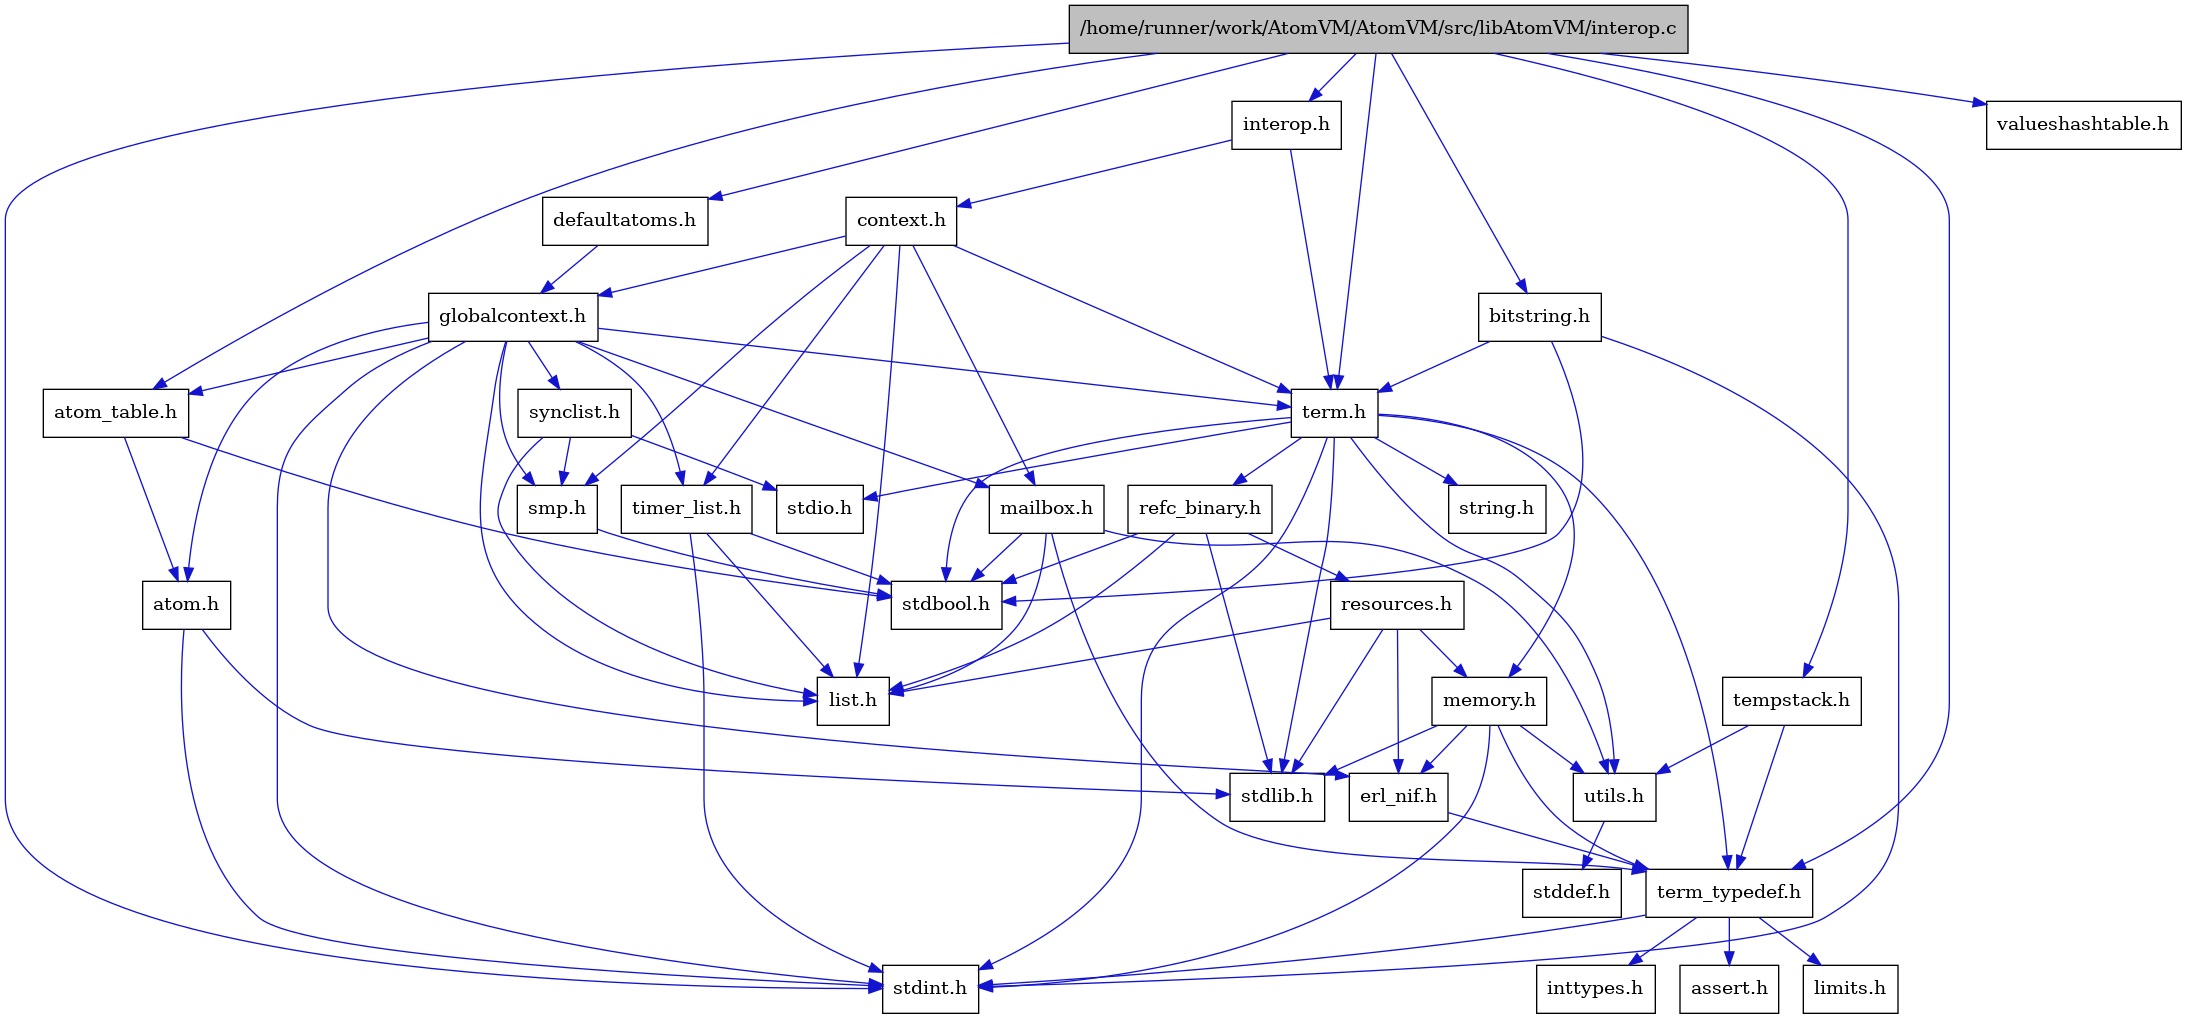 /home/runner/work/AtomVM/AtomVM/src/libAtomVM/interop.c
interop.h
valueshashtable.h
defaultatoms.h
context.h
globalcontext.h
bitstring.h
atom_table.h
synclist.h
term.h
smp.h
timer_list.h
stdio.h
mailbox.h
refc_binary.h
string.h
atom.h
stdbool.h
resources.h
list.h
memory.h
tempstack.h
stdlib.h
erl_nif.h
utils.h
stddef.h
term_typedef.h
stdint.h
inttypes.h
assert.h
limits.h